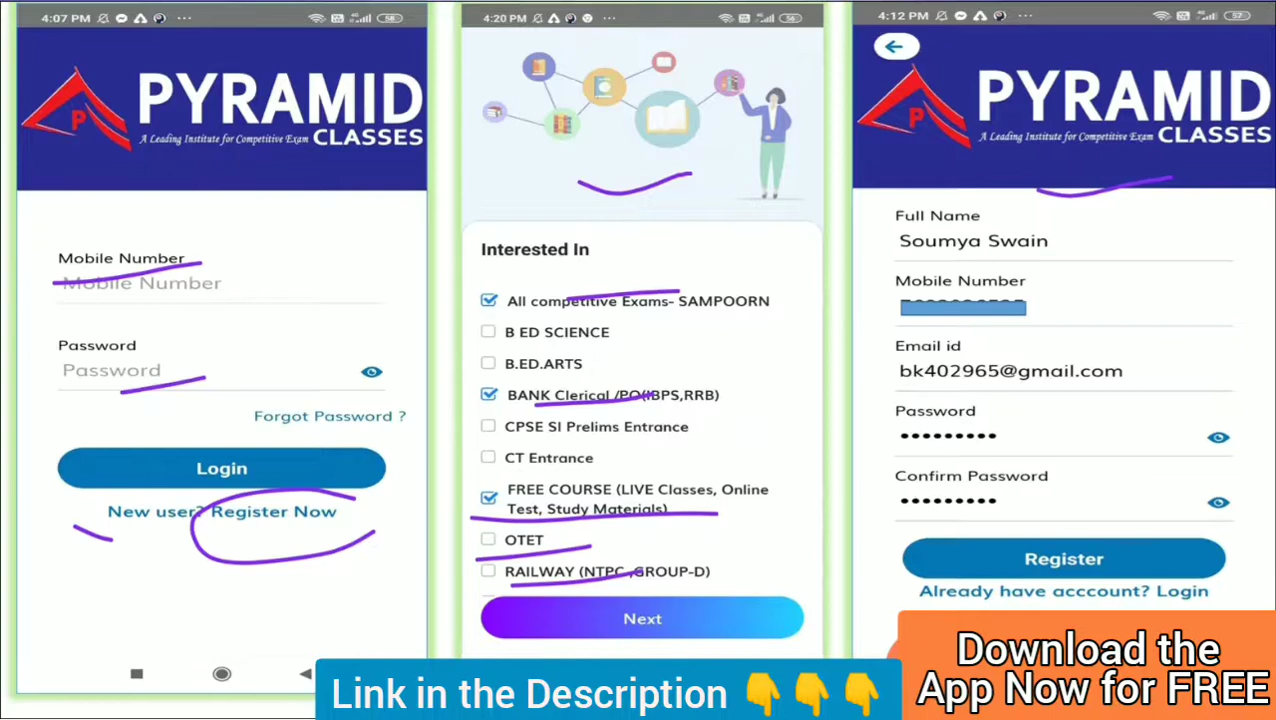 4:07 PM
58
PYRAMID
CLASSES
A Leading Institute for Competitive Exam
P
Mobile Number
Mobile Number
Password
Password
Forgot Password ?
Login
New user? Register Now
4:20 PM
56
Interested In
All competitive Exams- SAMPOORN
B ED SCIENCE
B.ED.ARTS
BANK Clerical /PO(IBPS,RRB)
CPSE SI Prelims Entrance
CT Entrance
FREE COURSE (LIVE Classes, Online
Test, Study Materials)
OTET
RAILWAY (NTPC ,GROUP-D)
Next
4:12 PM
57
PYRAMID
CLASSES
A Leading Institute for Competitive Exam
P
Full Name
Soumya Swain
Mobile Number
Email id
bk402965@gmail.com
Password
Confirm Password
Register
Already have acccount? Login
Link in the Description 👇👇👇
Download the
App Now for FREE